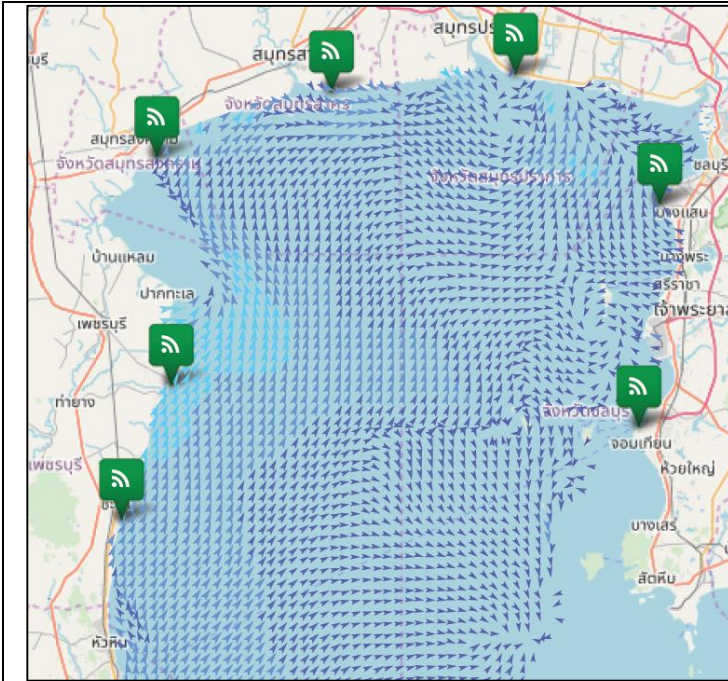 สมุทรปร
สมุทรสา
จังหวัดสมุทรสาคร
สมุทรสงคราม
จังหวัดสมุทรสงคราม
จังหวัดสมุทรปราการ
ชลบุรี
บางแสน
บ้านแหลม
บางพระ
ปากทะเล
ศรีราชา
เพชรบุรี
ท่ายาง
จังหวัดชลบุรี
จอมเทียน
เพชรบุรี
ห้วยใหญ่
ชะ
บางเสร่
สัตหีบ
หัวหิน